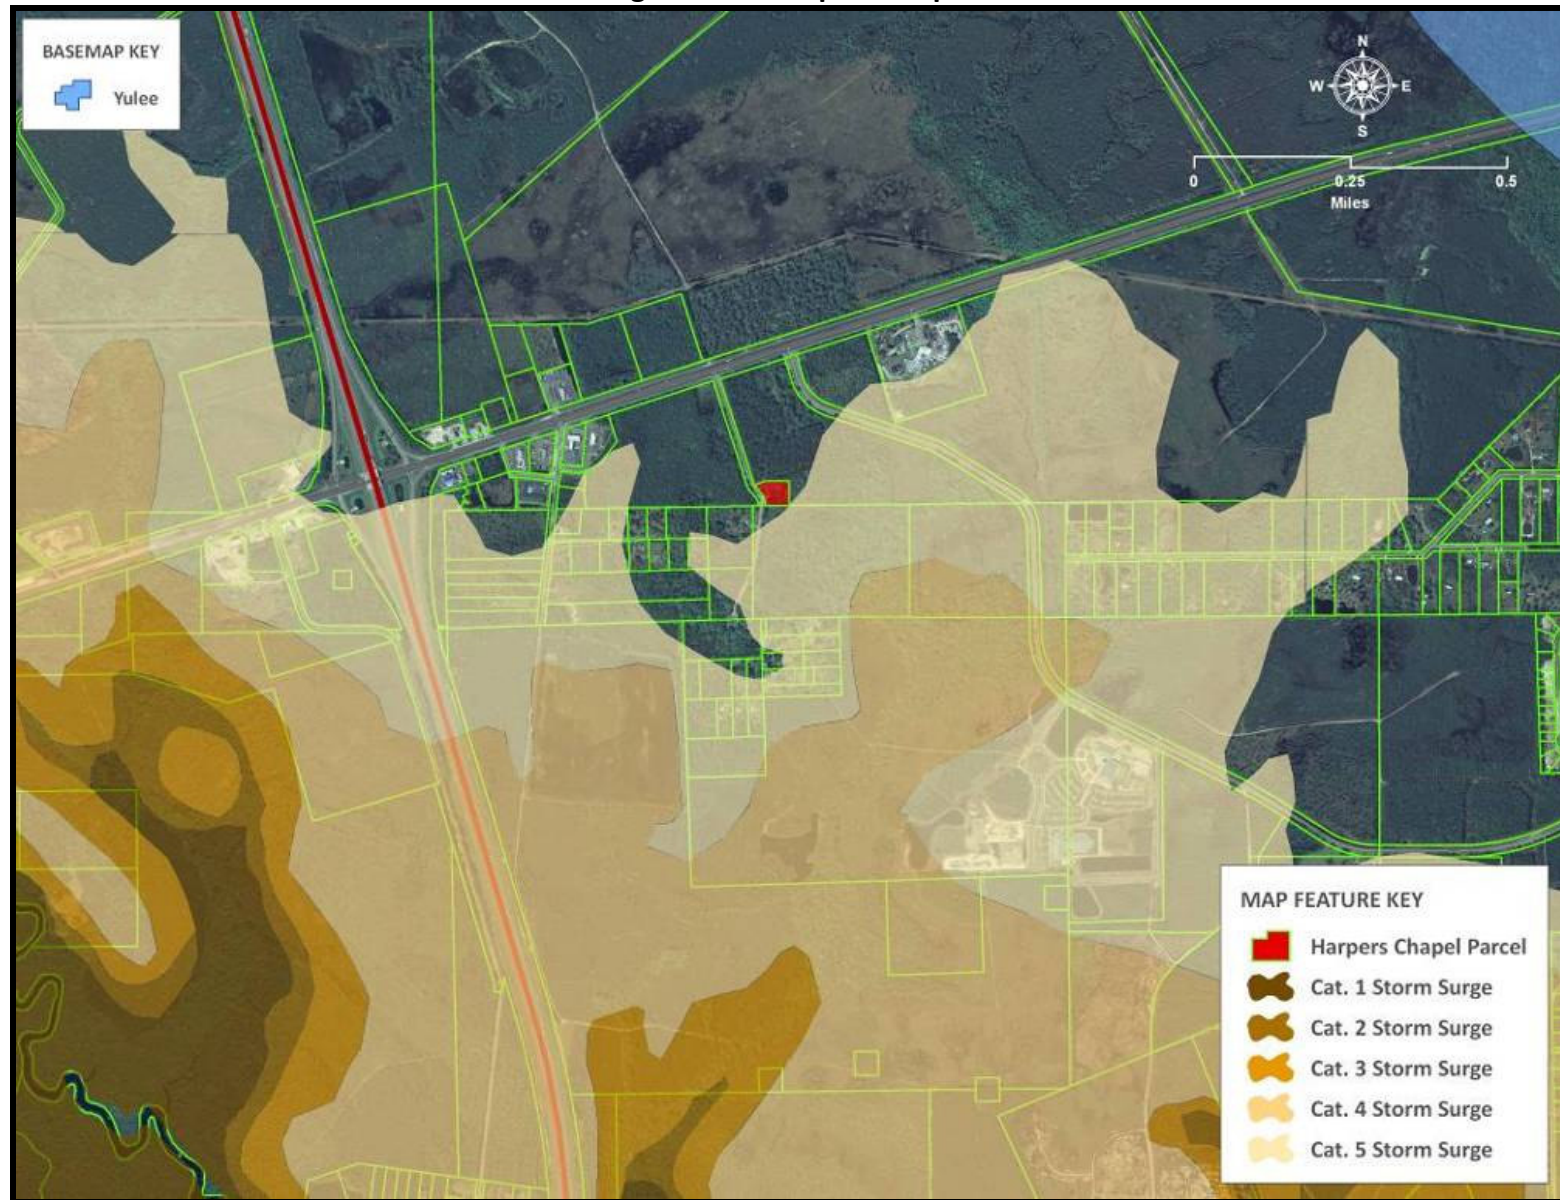 BASEMAP KEY
Yulee
N
W E
S
0 0.25 0.5
Miles
MAP FEATURE KEY
Harpers Chapel Parcel
Cat. 1 Storm Surge
Cat. 2 Storm Surge
Cat. 3 Storm Surge
Cat. 4 Storm Surge
Cat. 5 Storm Surge